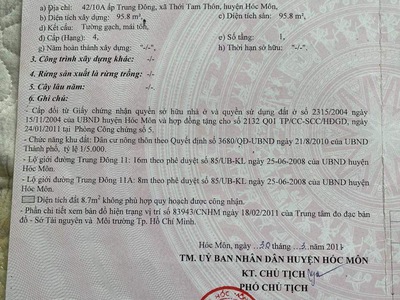 a) Địa chỉ: 42/10A ấp Trung Đông, xã Thới Tam Thôn, huyện Hóc Môn,
b) Diện tích xây dựng: 95.8 m², c) Diện tích sàn: 95.8 m²,
d) Kết cấu: Tường gạch, mái tôn,
đ) Cấp (Hạng): 4, e) Số tầng: 1,
g) Năm hoàn thành xây dựng: "-/-", h) Thời hạn sở hữu: "-/-".
3. Công trình xây dựng khác: -/-.
4. Rừng sản xuất là rừng trồng: -/-.
5. Cây lâu năm: -/-.
6. Ghi chú:
- Cấp đổi từ Giấy chứng nhận quyền sở hữu nhà ở và quyền sử dụng đất ở số 2315/2004 ngày
15/11/2004 của UBND huyện Hóc Môn và hợp đồng tặng cho số 2132 Q01 TP/CC-SCC/HĐGD,
ngày 24/01/2011 tại Phòng Công chứng số 5.
- Chức năng khu đất: Dân cư nông thôn theo Quyết định số 3680/QĐ-UBND ngày 21/8/2010 của UBND
Thành phố, tỷ lệ 1/5.000.
- Lộ giới đường Trung Đông 11: 16m theo phê duyệt số 85/UB-KL ngày 25-06-2008 của UBND huyện
Hóc Môn.
- Lộ giới đường Trung Đông 11A: 8m theo phê duyệt số 85/UB-KL ngày 25-06-2008 của UBND huyện
Hóc Môn.
Diện tích đất 8.7m² không phù hợp quy hoạch được công nhận.
- Phần chi tiết xem bản đồ hiện trạng vị trí số 83943/CNHM ngày 18/02/2011 của Trung tâm đo đạc bản
đồ - Sở Tài nguyên và Môi trường Tp. Hồ Chí Minh.
Hóc Môn, ngày 30 - 5 - 2011
TM. UỶ BAN NHÂN DÂN HUYỆN HÓC MÔN
KT. CHỦ TỊCH
PHÓ CHỦ TỊCH